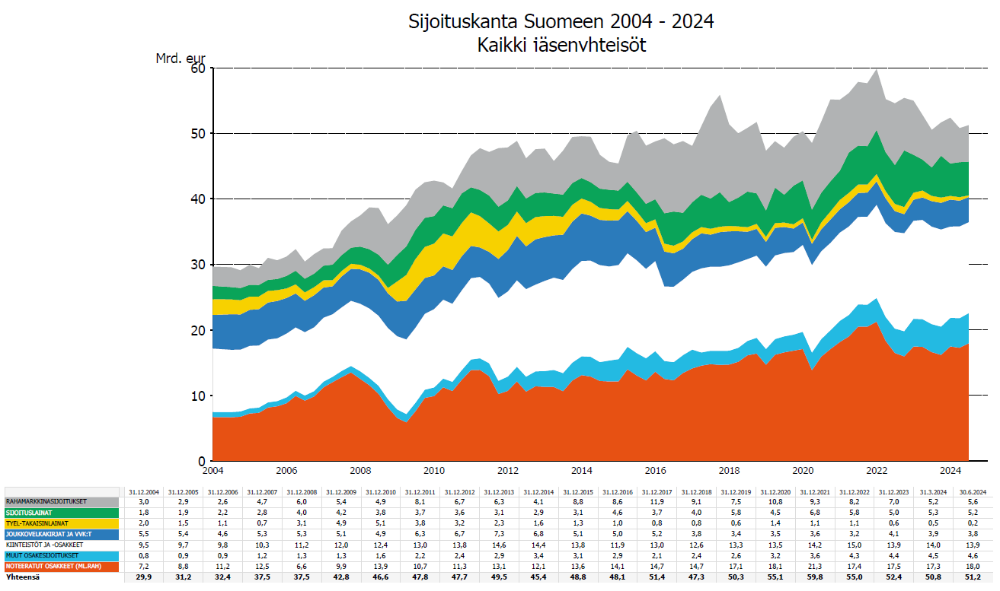 Sijoituskanta Suomeen 2004 - 2024
Kaikki iäsenvhteisöt
Mrd. eur
60
50
40
30
20
10
0
2004 2006 2008 2010 2012 2014 2016 2018 2020 2022 2024
31.12.2004 31.12.2005 31.12.2006 31.12.2007 31.12.2008 31.12.2009 31.12.2010 31.12.2011 31.12.2012 31.12.2013 31.12.2014 31.12.2015 31.12.2016 31.12.2017 31.12.2018 31.12.2019 31.12.2020 31.12.2021 31.12.2022 31.12.2023 31.3.2024 30.6.2024
RAHAMARKKINASIJOITUKSET 3,0 2,9 2,6 4,7 6,0 5,4 4,9 8,1 6,7 6,3 4,1 8,8 8,6 11,9 9,1 7,5 10,8 9,3 8,2 7,0 5,2 5,6
SIJOITUSLAINAT 1,8 1,9 2,2 2,8 4,0 4,2 3,8 3,7 3,6 3,1 2,9 3,1 4,6 3,7 4,0 5,8 4,5 6,8 5,8 5,0 5,3 5,2
TYEL-TAKAISINLAINAT 2,0 1,5 1,1 0,7 3,1 4,9 5,1 3,8 3,2 2,3 1,6 1,3 1,0 0,8 0,8 0,6 1,4 1,1 1,1 0,6 0,5 0,2
JOUKKOVELKAKIRJAT JA VVK:T 5,5 5,4 4,6 5,3 5,3 5,1 4,9 6,3 6,7 7,3 6,8 5,1 5,0 5,2 3,8 3,4 3,5 3,6 3,2 4,1 3,9 3,8
KIINTEISTÖT JA -OSAKKEET 9,5 9,7 9,8 10,3 11,2 12,0 12,4 13,0 13,8 14,6 14,4 13,8 11,9 13,0 12,6 13,3 13,5 14,2 15,0 13,9 14,0 13,9
MUUT OSAKESIJOITUKSET 0,8 0,9 0,9 1,2 1,3 1,3 1,6 2,2 2,4 2,9 3,4 3,1 2,9 2,1 2,4 2,6 3,2 3,6 4,3 4,4 4,5 4,6
NOTEERATUT OSAKKEET (ML.RAH) 7,2 8,8 11,2 12,5 6,6 9,9 13,9 10,7 11,3 13,1 12,1 13,6 14,1 14,7 14,7 17,1 18,1 21,3 17,4 17,5 17,3 18,0
Yhteensä 29,9 31,2 32,4 37,5 37,5 42,8 46,6 47,8 47,7 49,5 45,4 48,8 48,1 51,4 47,3 50,3 55,1 59,8 55,0 52,4 50,8 51,2